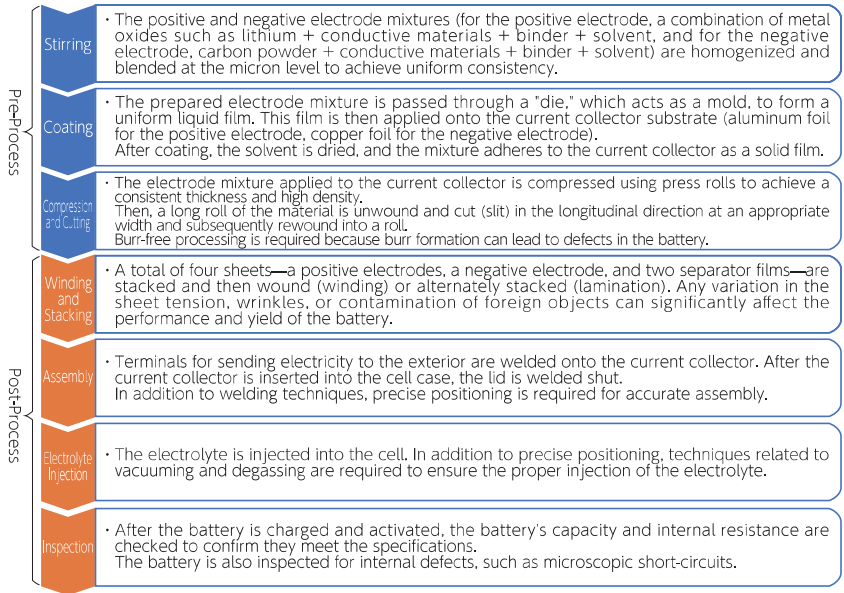 Pre-Process
Stirring
・The positive and negative electrode mixtures (for the positive electrode, a combination of metal
oxides such as lithium + conductive materials + binder + solvent, and for the negative
electrode, carbon powder + conductive materials + binder + solvent) are homogenized and
blended at the micron level to achieve uniform consistency.
Coating
・The prepared electrode mixture is passed through a "die," which acts as a mold, to form a
uniform liquid film. This film is then applied onto the current collector substrate (aluminum foil
for the positive electrode, copper foil for the negative electrode).
After coating, the solvent is dried, and the mixture adheres to the current collector as a solid film.
Compression
and Cutting
・The electrode mixture applied to the current collector is compressed using press rolls to achieve a
consistent thickness and high density.
Then, a long roll of the material is unwound and cut (slit) in the longitudinal direction at an appropriate
width and subsequently rewound into a roll.
Burr-free processing is required because burr formation can lead to defects in the battery.
Post-Process
Winding
and
Stacking
・A total of four sheets—a positive electrodes, a negative electrode, and two separator films—are
stacked and then wound (winding) or alternately stacked (lamination). Any variation in the
sheet tension, wrinkles, or contamination of foreign objects can significantly affect the
performance and yield of the battery.
Assembly
・Terminals for sending electricity to the exterior are welded onto the current collector. After the
current collector is inserted into the cell case, the lid is welded shut.
In addition to welding techniques, precise positioning is required for accurate assembly.
Electrolyte
Injection
・The electrolyte is injected into the cell. In addition to precise positioning, techniques related to
vacuuming and degassing are required to ensure the proper injection of the electrolyte.
Inspection
・After the battery is charged and activated, the battery's capacity and internal resistance are
checked to confirm they meet the specifications.
The battery is also inspected for internal defects, such as microscopic short-circuits.